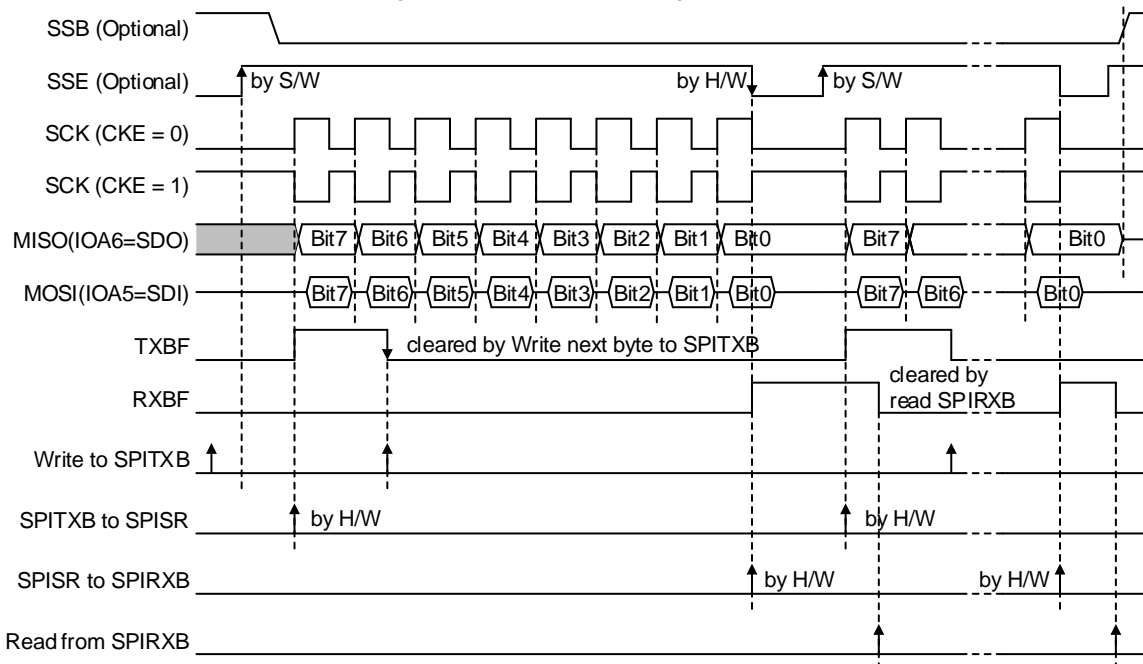 SSB (Optional)
SSE (Optional) by S/W by H/W by S/W
SCK (CKE = 0)
SCK (CKE = 1)
MISO(IOA6=SDO) Bit7 Bit6 Bit5 Bit4 Bit3 Bit2 Bit1 Bit0 Bit7 Bit0
MOSI(IOA5=SDI) Bit7 Bit6 Bit5 Bit4 Bit3 Bit2 Bit1 Bit0 Bit7 Bit6 Bit0
TXBF cleared by Write next byte to SPITXB
RXBF cleared by
read SPIRXB
Write to SPITXB
SPITXB to SPISR by H/W by H/W
SPISR to SPIRXB by H/W by H/W
Read from SPIRXB